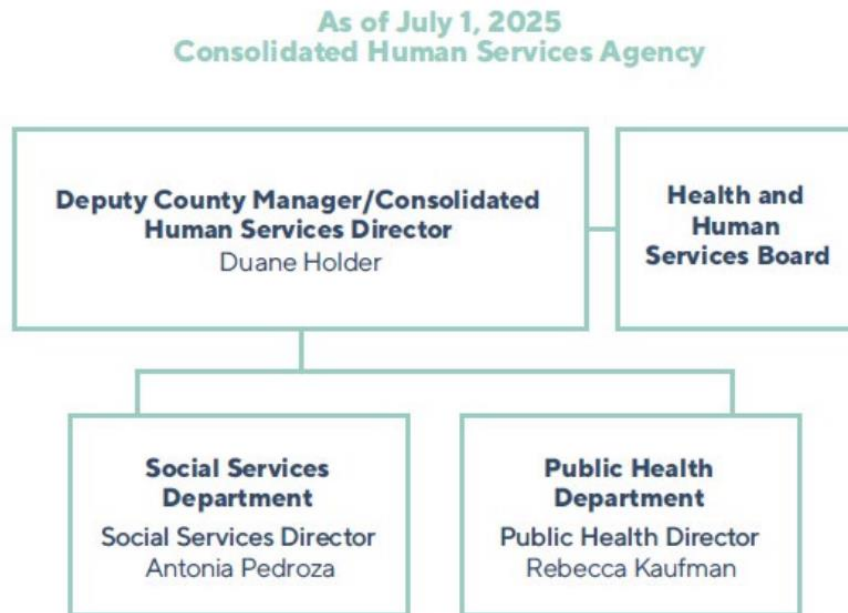 As of July 1, 2025
Consolidated Human Services Agency
Deputy County Manager/Consolidated
Human Services Director
Duane Holder
Health and
Human
Services Board
Social Services
Department
Social Services Director
Antonia Pedroza
Public Health
Department
Public Health Director
Rebecca Kaufman